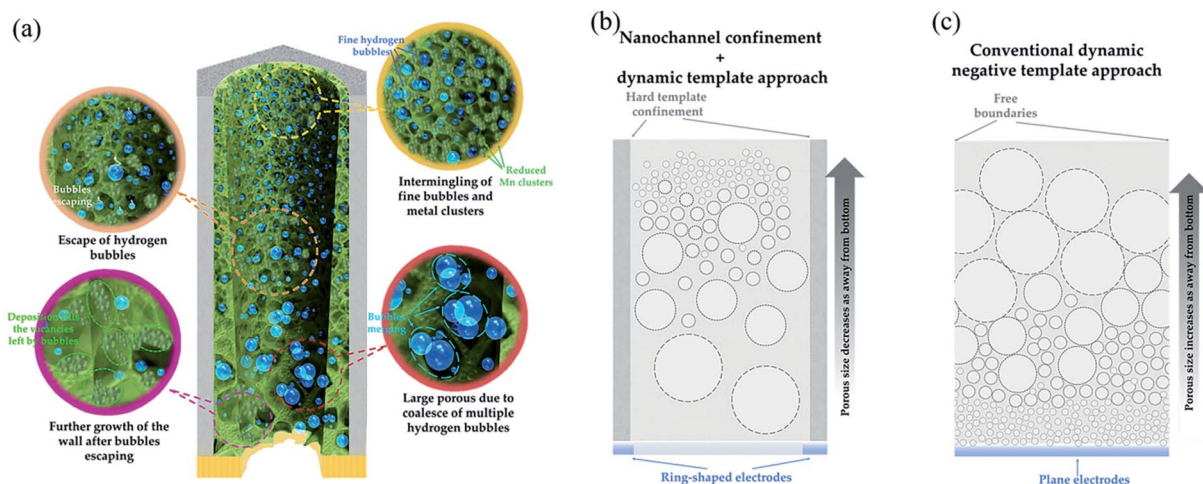 (a)
Fine hydrogen
bubbles
Reduced
Mn clusters
Intermingling of
fine bubbles and
metal clusters
Bubbles
escaping
Escape of hydrogen
bubbles
Deposition fills
the vacancies
left by bubbles
Further growth of
the wall after bubbles
escaping
Bubbles
merging
Large porous due to
coalesce of multiple
hydrogen bubbles
(b)
Nanochannel confinement
+
dynamic template approach
Hard template
confinement
Porous size decreases as away from bottom
Ring-shaped electrodes
(c)
Conventional dynamic
negative template approach
Free
boundaries
Porous size increases as away from bottom
Plane electrodes